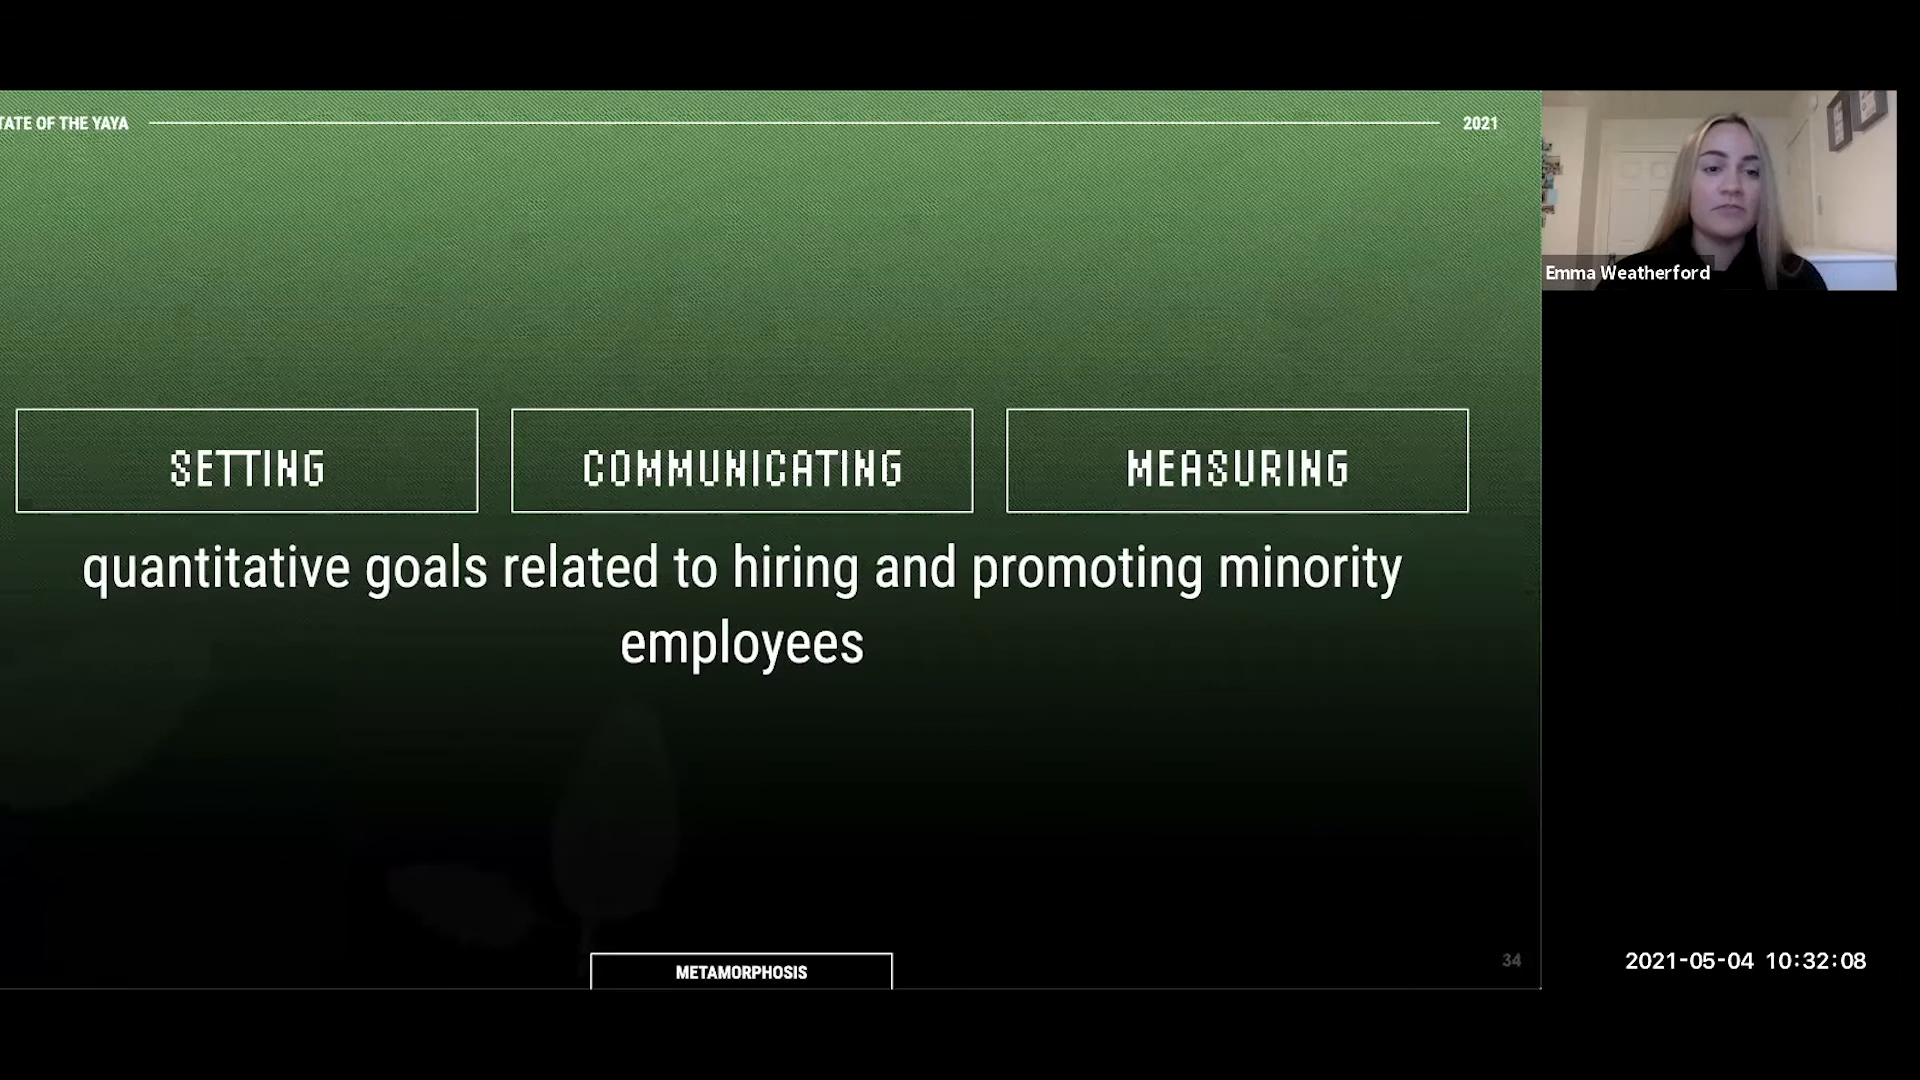 TATE OF THE YAYA
2021
SETTING
COMMUNICATING
MEASURING
quantitative goals related to hiring and promoting minority
employees
METAMORPHOSIS
34
Emma Weatherford
2021-05-04 10:32:08